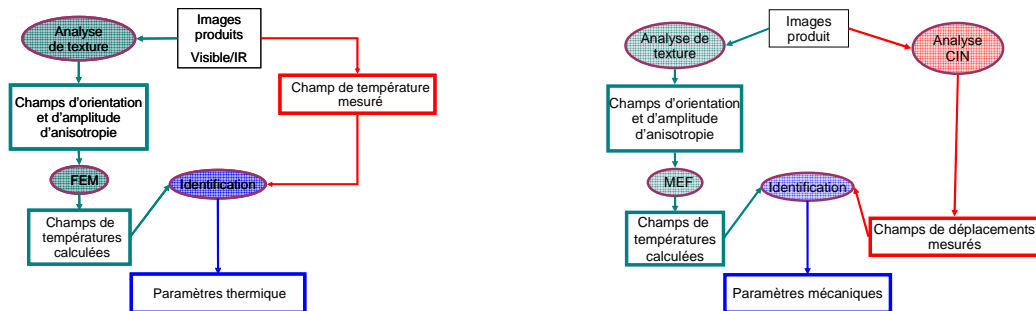 Analyse
de texture
Images
produits
Visible/IR
Champ de température
mesuré
Champs d'orientation
et d'amplitude
d'anisotropie
FEM
Identification
Champs de
températures
calculées
Paramètres thermique
Analyse de
texture
Images
produit
Analyse
CIN
Champs d'orientation
et d'amplitude
d'anisotropie
MEF
Identification
Champs de
températures
calculées
Champs de déplacements
mesurés
Paramètres mécaniques